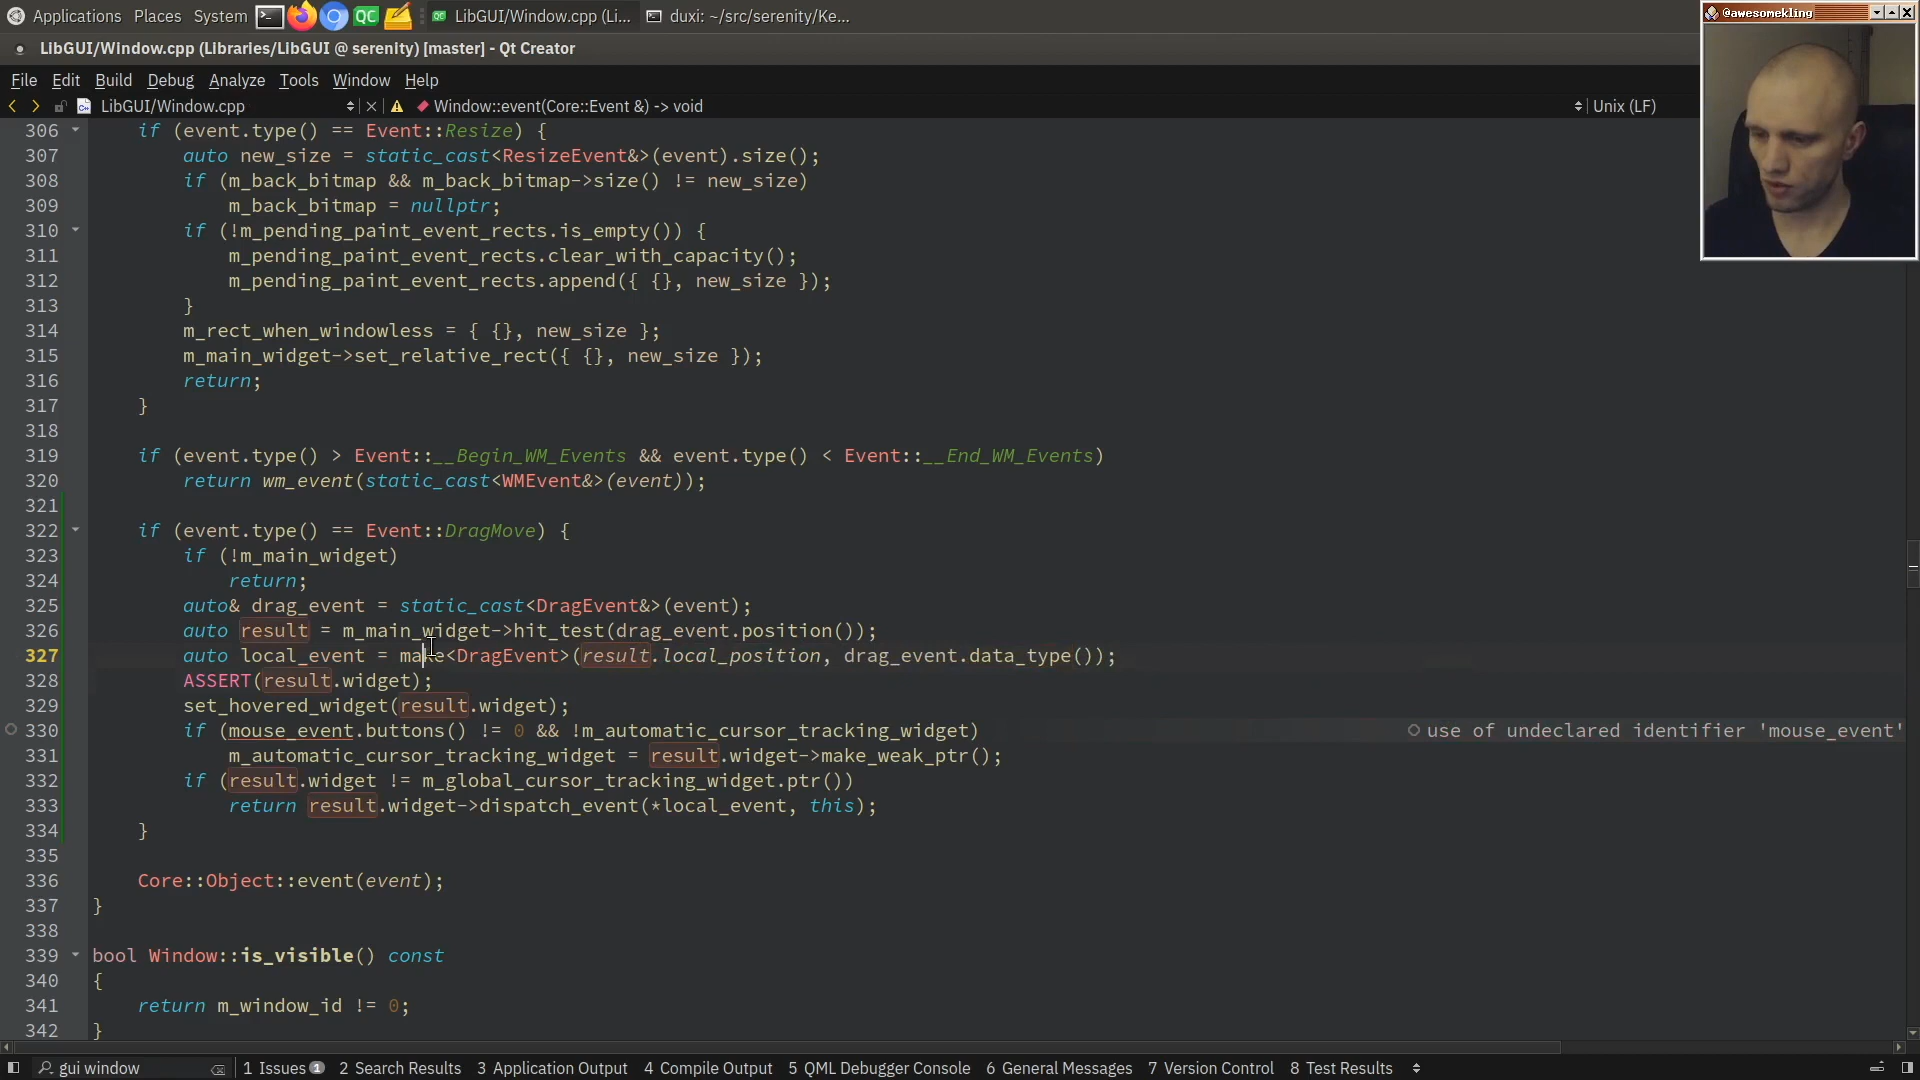 Applications Places System LibGUI/Window.cpp (Li... duxi: ~/src/serenity/Ke...
@awesomekling
LibGUI/Window.cpp (Libraries/LibGUI @ serenity) [master] - Qt Creator
File Edit Build Debug Analyze Tools Window Help
LibGUI/Window.cpp Window::event(Core::Event &) -> void Unix (LF)
306 if (event.type() == Event::Resize) {
307 auto new_size = static_cast<ResizeEvent&>(event).size();
308 if (m_back_bitmap && m_back_bitmap->size() != new_size)
309 m_back_bitmap = nullptr;
310 if (!m_pending_paint_event_rects.is_empty()) {
311 m_pending_paint_event_rects.clear_with_capacity();
312 m_pending_paint_event_rects.append({ {}, new_size });
313 }
314 m_rect_when_windowless = { {}, new_size };
315 m_main_widget->set_relative_rect({ {}, new_size });
316 return;
317 }
318
319 if (event.type() > Event::__Begin_WM_Events && event.type() < Event::__End_WM_Events)
320 return wm_event(static_cast<WMEvent&>(event));
321
322 if (event.type() == Event::DragMove) {
323 if (!m_main_widget)
324 return;
325 auto& drag_event = static_cast<DragEvent&>(event);
326 auto result = m_main_widget->hit_test(drag_event.position());
327 auto local_event = make<DragEvent>(result.local_position, drag_event.data_type());
328 ASSERT(result.widget);
329 set_hovered_widget(result.widget);
330 if (mouse_event.buttons() != 0 && !m_automatic_cursor_tracking_widget) use of undeclared identifier 'mouse_event'
331 m_automatic_cursor_tracking_widget = result.widget->make_weak_ptr();
332 if (result.widget != m_global_cursor_tracking_widget.ptr())
333 return result.widget->dispatch_event(*local_event, this);
334 }
335
336 Core::Object::event(event);
337 }
338
339 bool Window::is_visible() const
340 {
341 return m_window_id != 0;
342 }
gui window 1 Issues 1 2 Search Results 3 Application Output 4 Compile Output 5 QML Debugger Console 6 General Messages 7 Version Control 8 Test Results